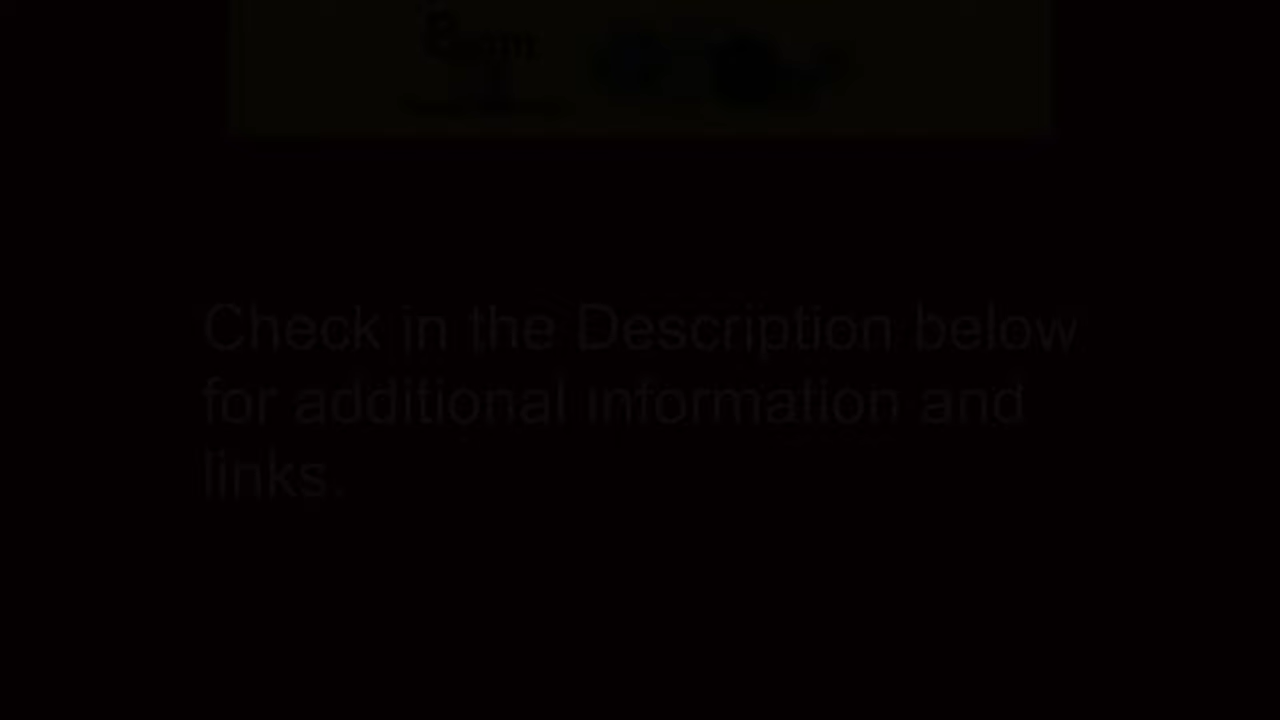 Check in the Description below
for additional information and
links.